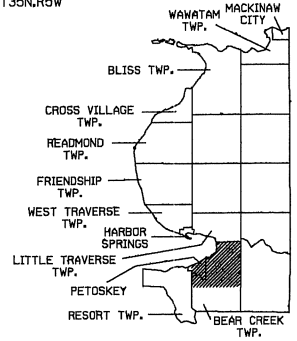 T35N,R5W
MACKINAW
CITY
WAWATAM
TWP.
BLISS TWP.
CROSS VILLAGE
TWP.
READMOND
TWP.
FRIENDSHIP
TWP.
WEST TRAVERSE
TWP.
HARBOR
SPRINGS
LITTLE TRAVERSE
TWP.
PETOSKEY
RESORT TWP.
BEAR CREEK
TWP.